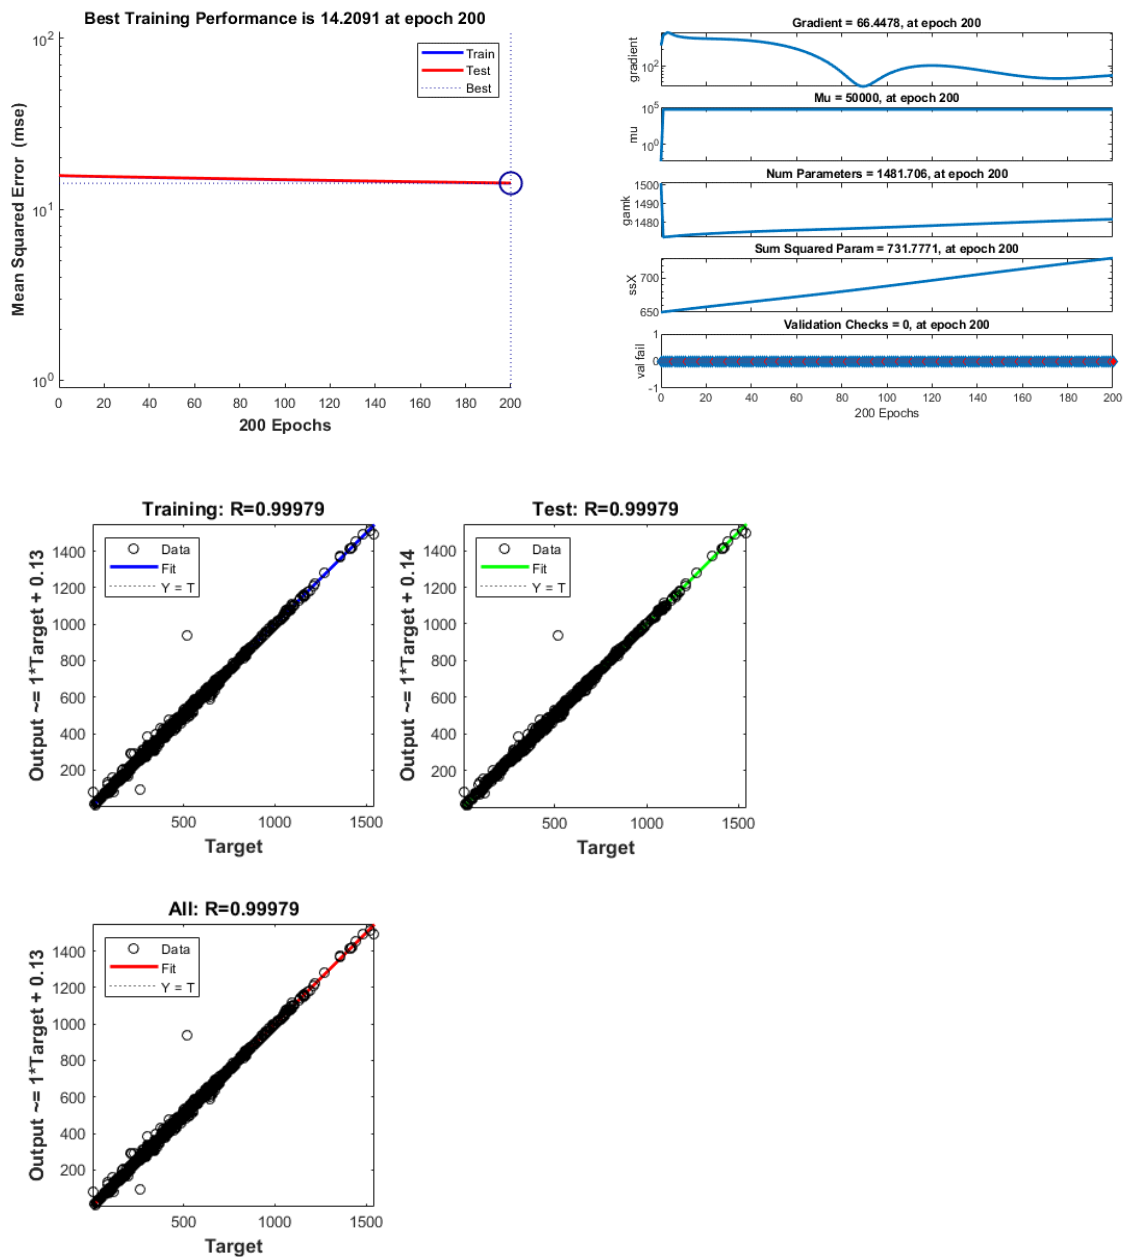 Best Training Performance is 14.2091 at epoch 200
Mean Squared Error (mse)
10^2
10^1
10^0
Train
Test
Best
0 20 40 60 80 100 120 140 160 180 200
200 Epochs
Gradient = 66.4478, at epoch 200
gradient
10^2
Mu = 50000, at epoch 200
mu
10^5
10^0
Num Parameters = 1481.706, at epoch 200
gamk
1500
1490
1480
Sum Squared Param = 731.7771, at epoch 200
ssX
700
650
Validation Checks = 0, at epoch 200
val fail
1
0
-1
0 20 40 60 80 100 120 140 160 180 200
200 Epochs
Training: R=0.99979
Output ~= 1*Target + 0.13
1400
1200
1000
800
600
400
200
Data
Fit
Y = T
500 1000 1500
Target
Test: R=0.99979
Output ~= 1*Target + 0.14
1400
1200
1000
800
600
400
200
Data
Fit
Y = T
500 1000 1500
Target
All: R=0.99979
Output ~= 1*Target + 0.13
1400
1200
1000
800
600
400
200
Data
Fit
Y = T
500 1000 1500
Target